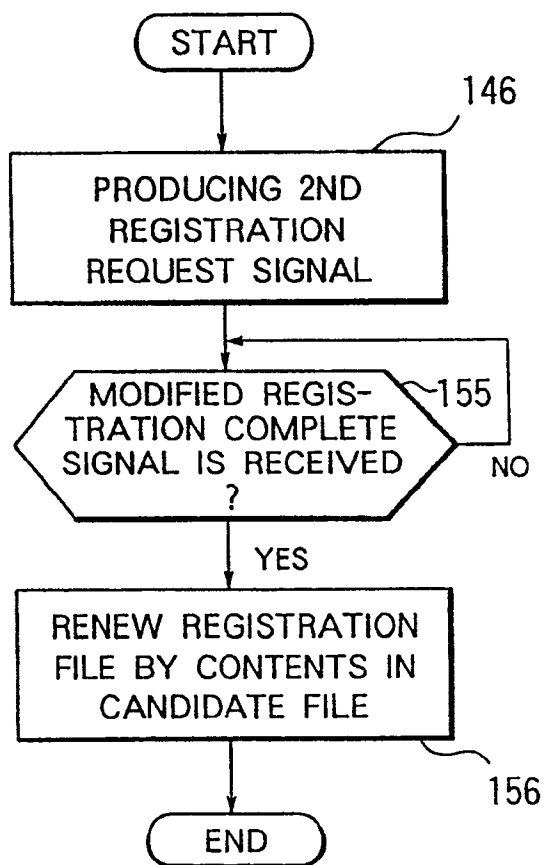 START
146
PRODUCING 2ND
REGISTRATION
REQUEST SIGNAL
MODIFIED REGIS-
TRATION COMPLETE
SIGNAL IS RECEIVED
?
155
NO
YES
RENEW REGISTRATION
FILE BY CONTENTS IN
CANDIDATE FILE
156
END